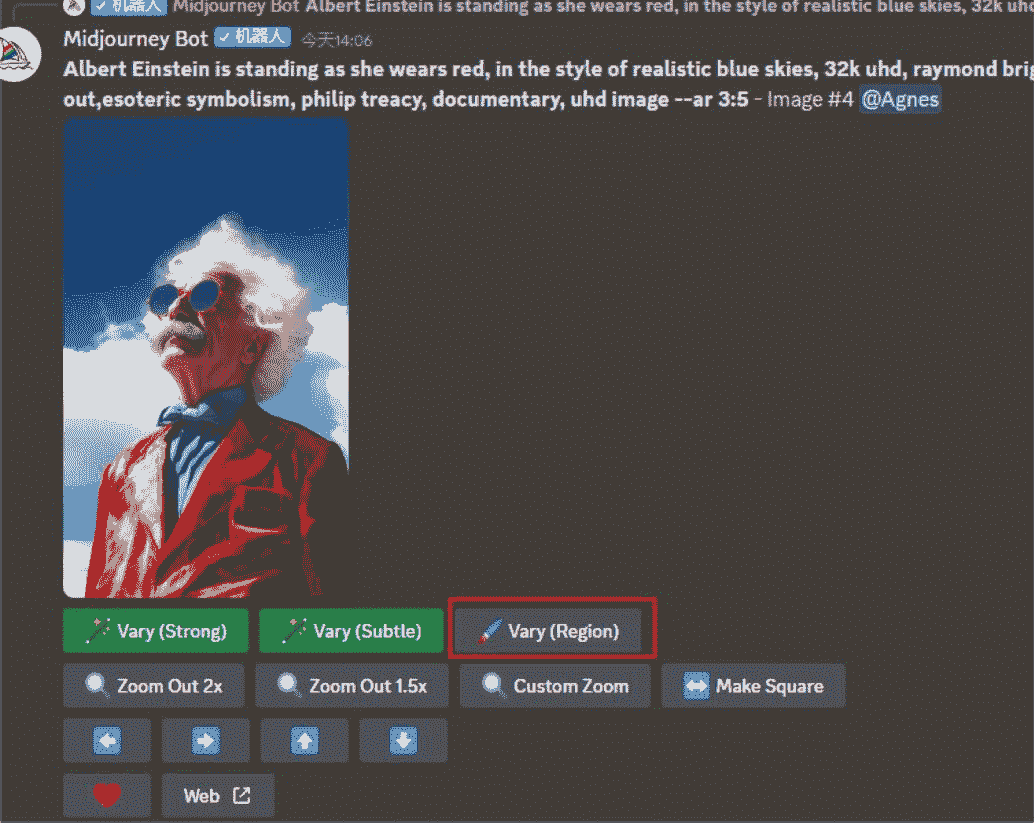 ✓ 机器人 Midjourney Bot Albert Einstein is standing as she wears red, in the style of realistic blue skies, 32k uhd
Midjourney Bot ✓ 机器人 今天14:06
Albert Einstein is standing as she wears red, in the style of realistic blue skies, 32k uhd, raymond
out,esoteric symbolism, philip treacy, documentary, uhd image --ar 3:5 - Image #4 @Agnes
Vary (Strong) Vary (Subtle) Vary (Region)
Zoom Out 2x Zoom Out 1.5x Custom Zoom Make Square
Web